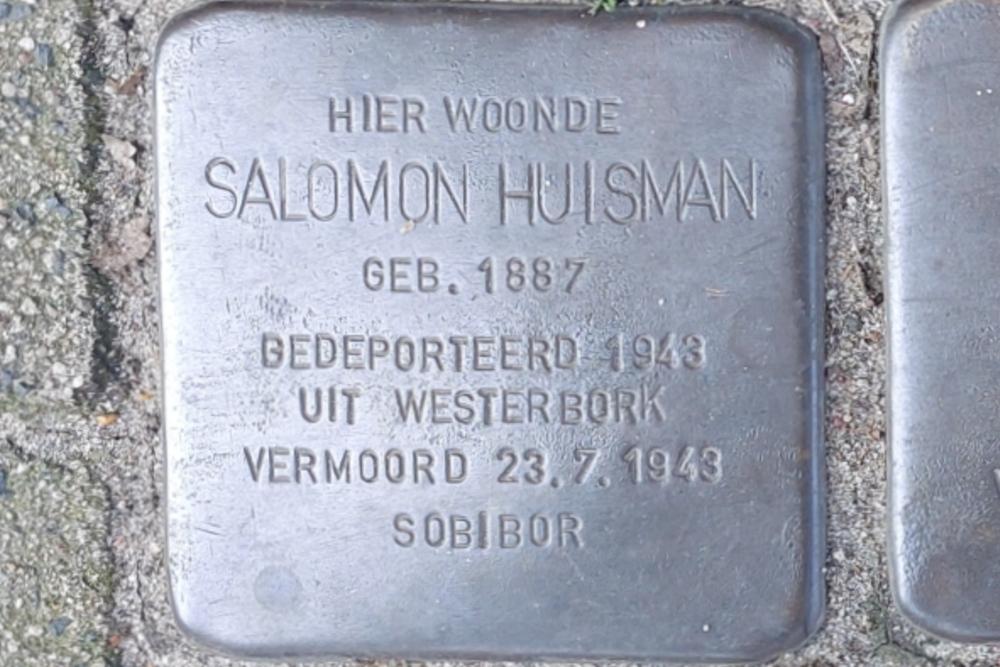 HIER WOONDE
SALOMON HUISMAN
GEB. 1887
GEDEPORTEERD 1943
UIT WESTERBORK
VERMOORD 23.7.1943
SOBIBOR